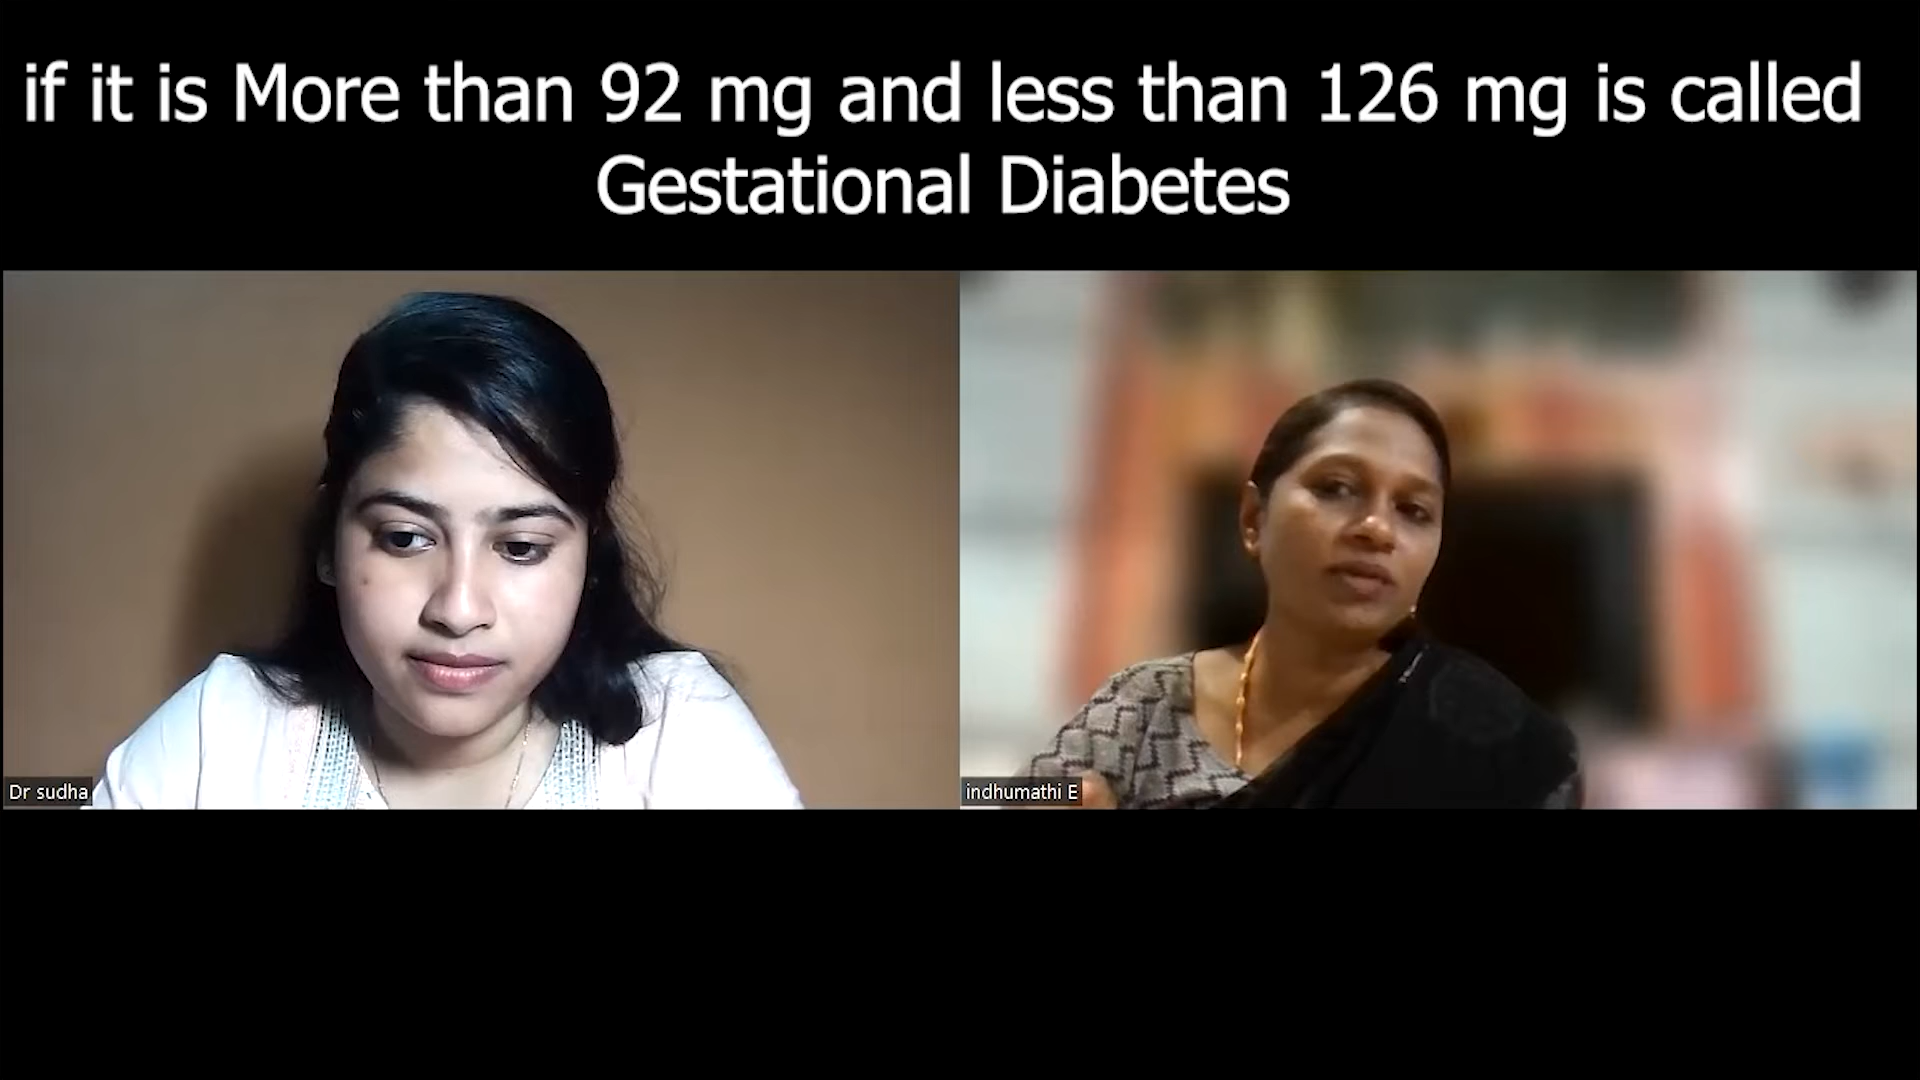 if it is More than 92 mg and less than 126 mg is called
Gestational Diabetes
Dr sudha
indhumathi E